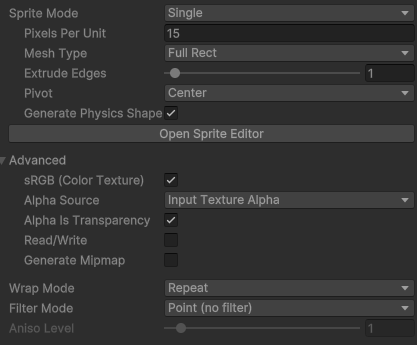 Sprite Mode Single
Pixels Per Unit 15
Mesh Type Full Rect
Extrude Edges 1
Pivot Center
Generate Physics Shape
Open Sprite Editor
Advanced
sRGB (Color Texture)
Alpha Source Input Texture Alpha
Alpha Is Transparency
Read/Write
Generate Mipmap
Wrap Mode Repeat
Filter Mode Point (no filter)
Aniso Level 1